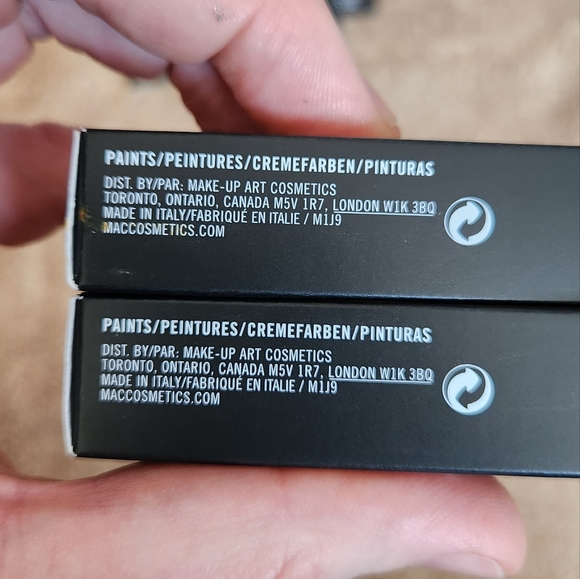 PAINTS/PEINTURES/CREMEFARBEN/PINTURAS
DIST. BY/PAR: MAKE-UP ART COSMETICS
TORONTO, ONTARIO, CANADA M5V 1R7, LONDON W1K 3BQ
MADE IN ITALY/FABRIQUÉ EN ITALIE / M1J9
MACCOSMETICS.COM
PAINTS/PEINTURES/CREMEFARBEN/PINTURAS
DIST. BY/PAR: MAKE-UP ART COSMETICS
TORONTO, ONTARIO, CANADA M5V 1R7, LONDON W1K 3BQ
MADE IN ITALY/FABRIQUÉ EN ITALIE / M1J9
MACCOSMETICS.COM